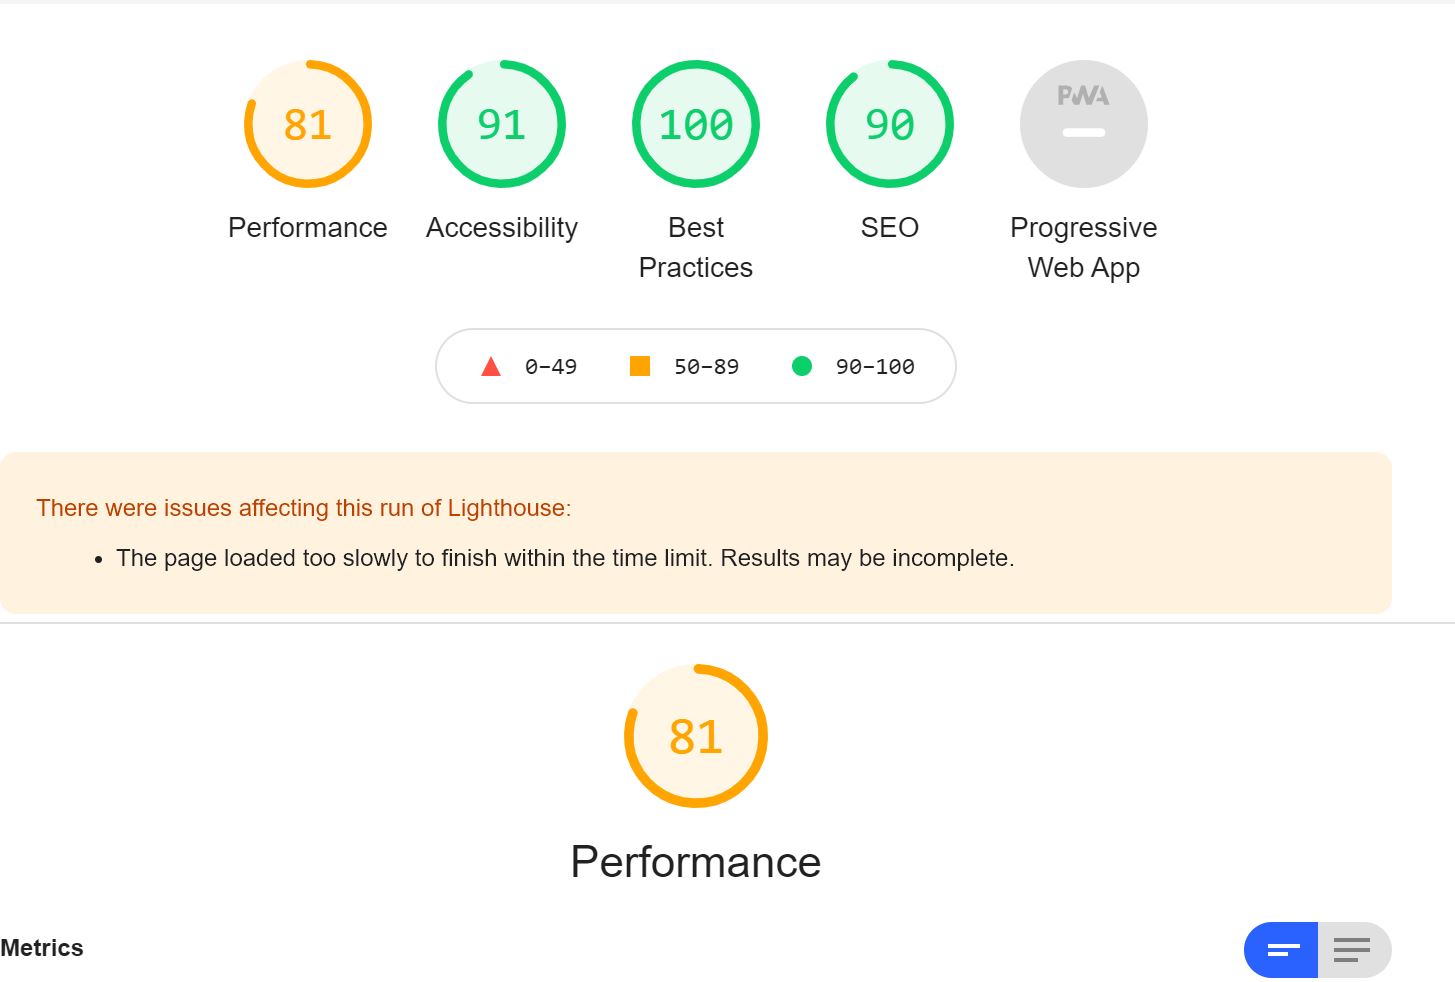 81
91
100
90
PWA
Performance
Accessibility
Best
Practices
SEO
Progressive
Web App
0–49
50–89
90–100
There were issues affecting this run of Lighthouse:
• The page loaded too slowly to finish within the time limit. Results may be incomplete.
81
Performance
Metrics